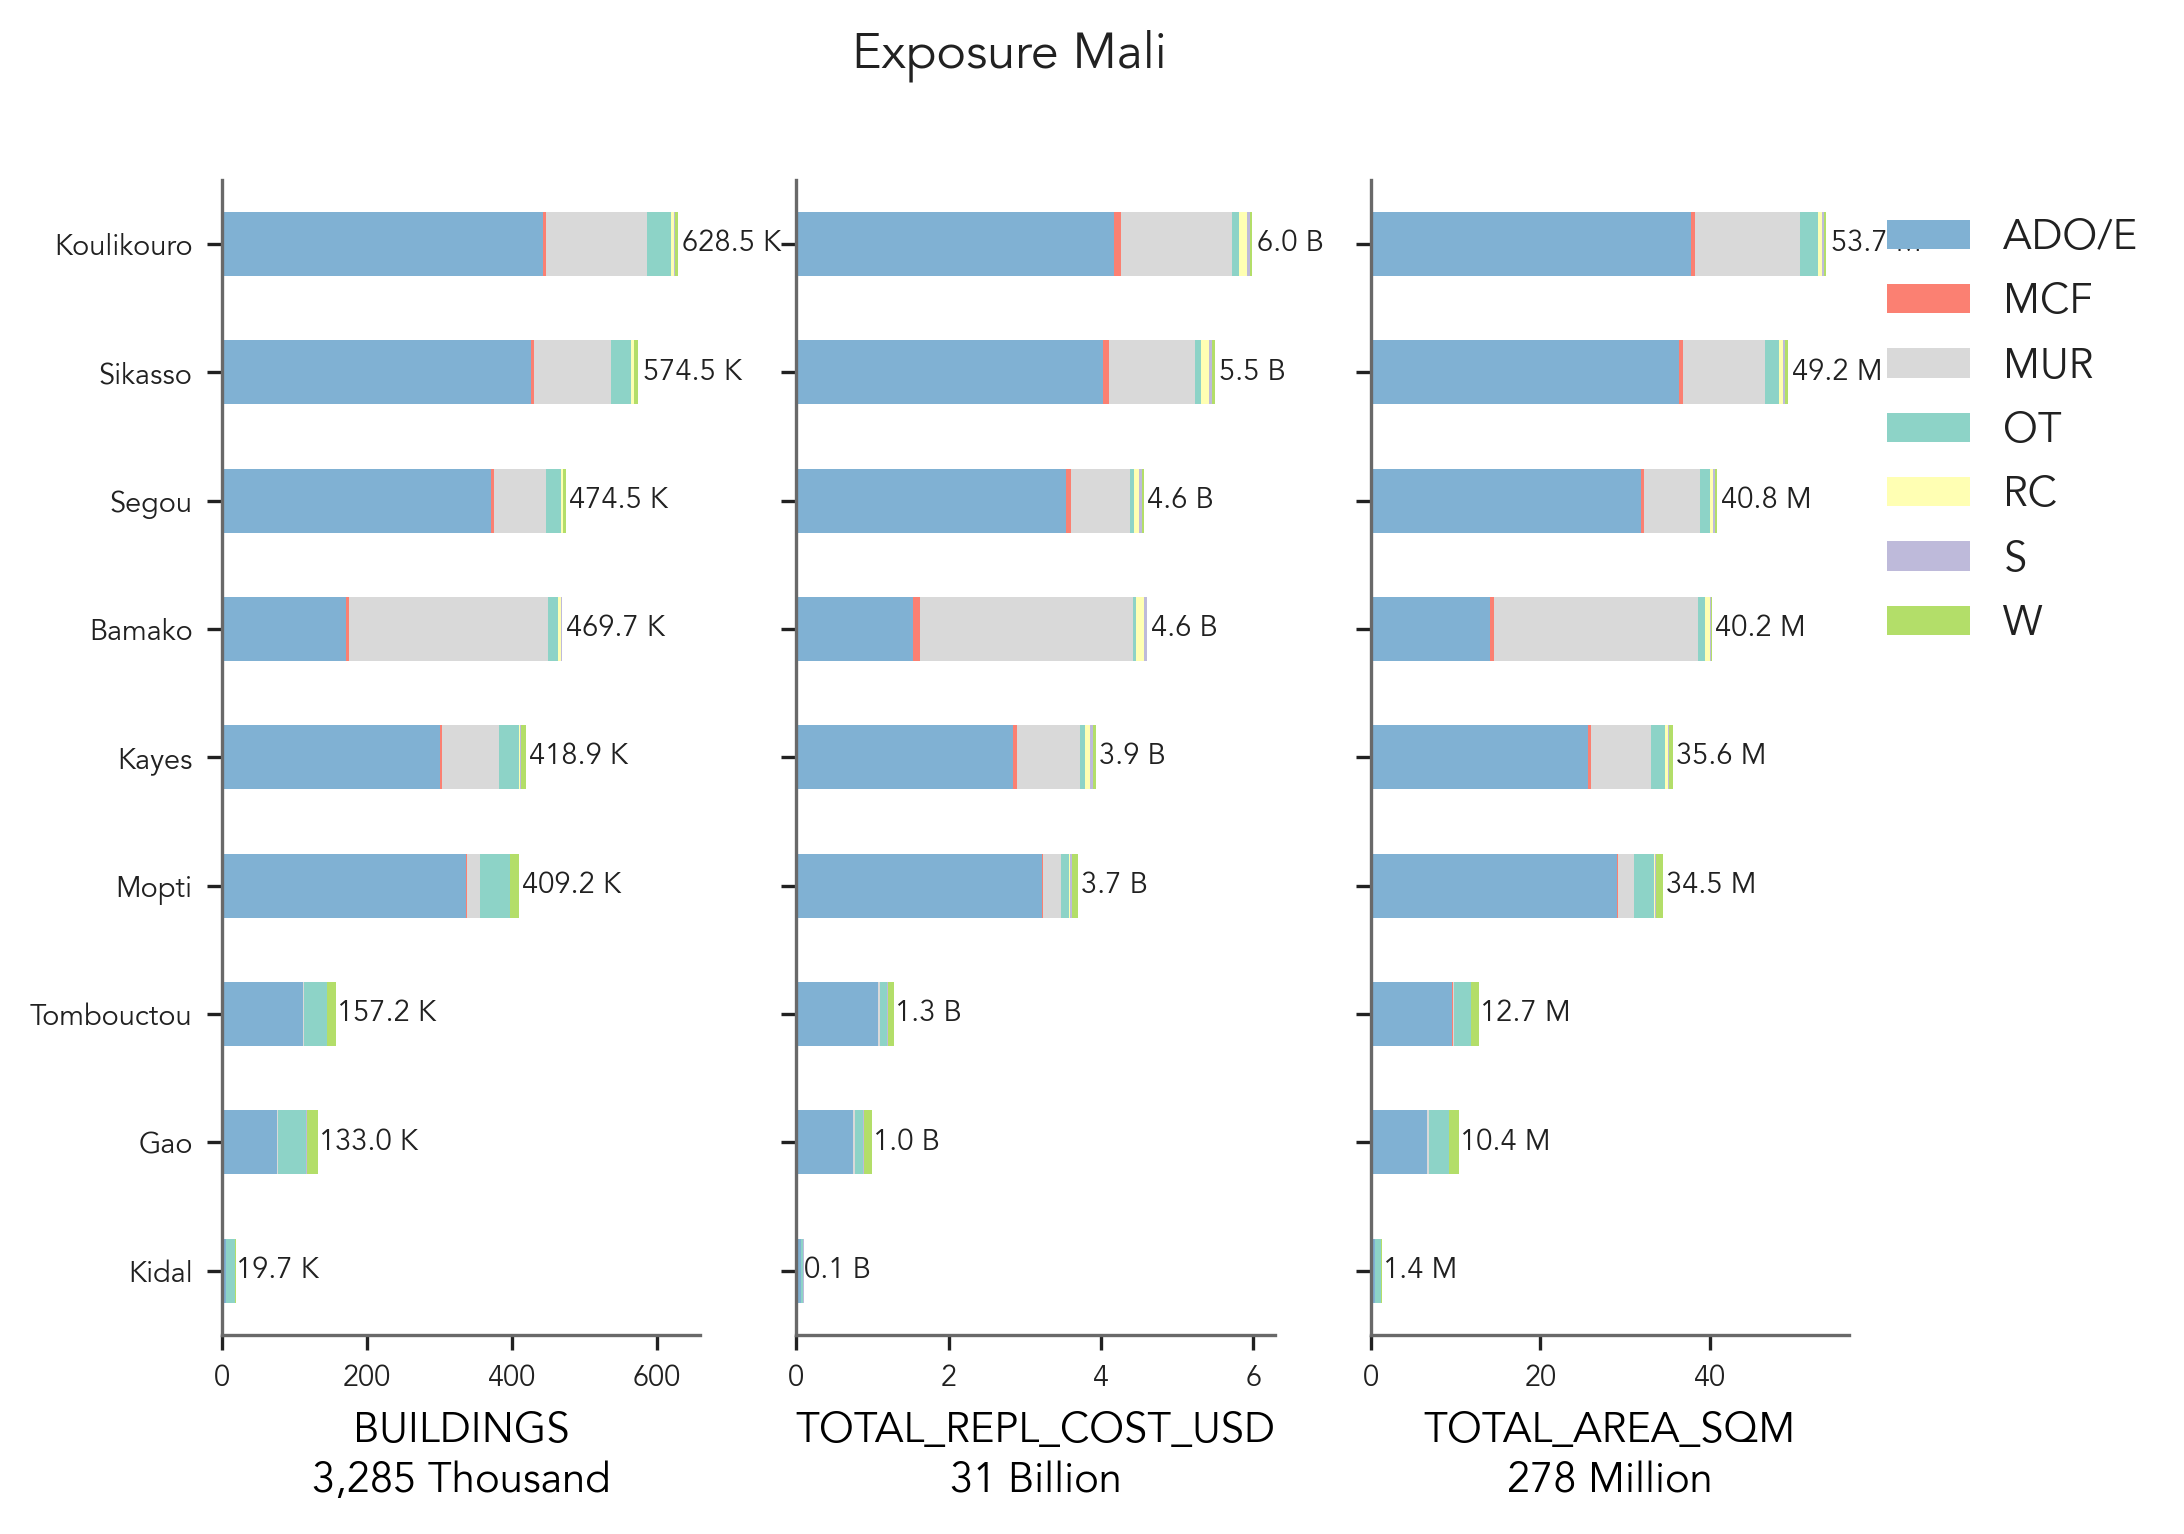 Exposure Mali
Koulikouro
Sikasso
Segou
Bamako
Kayes
Mopti
Tombouctou
Gao
Kidal
628.5 K
574.5 K
474.5 K
469.7 K
418.9 K
409.2 K
157.2 K
133.0 K
19.7 K
0 200 400 600
BUILDINGS
3,285 Thousand
6.0 B
5.5 B
4.6 B
4.6 B
3.9 B
3.7 B
1.3 B
1.0 B
0.1 B
0 2 4 6
TOTAL_REPL_COST_USD
31 Billion
53.7 M
49.2 M
40.8 M
40.2 M
35.6 M
34.5 M
12.7 M
10.4 M
1.4 M
0 20 40
TOTAL_AREA_SQM
278 Million
ADO/E
MCF
MUR
OT
RC
S
W